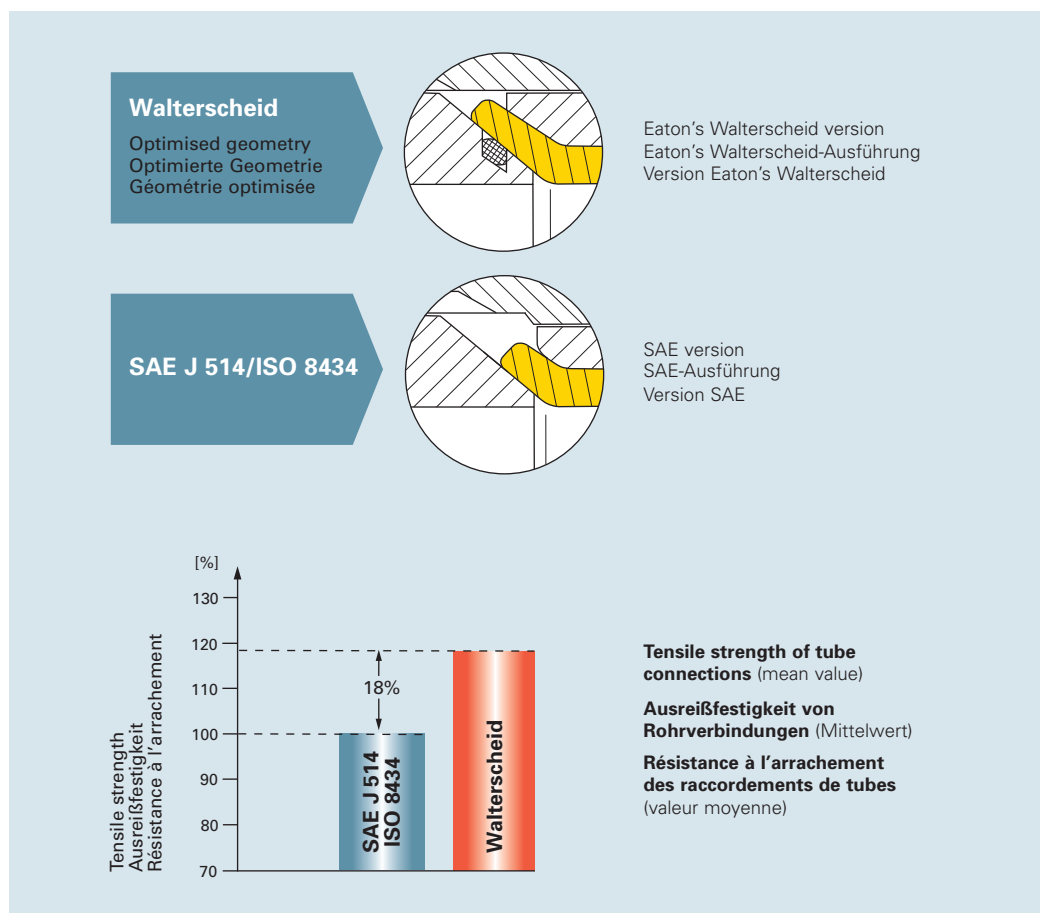 Walterscheid
Optimised geometry
Optimierte Geometrie
Géométrie optimisée
Eaton's Walterscheid version
Eaton's Walterscheid-Ausführung
Version Eaton's Walterscheid
SAE J 514/ISO 8434
SAE version
SAE-Ausführung
Version SAE
[%]
130
120
110
100
90
80
70
Tensile strength
Ausreißfestigkeit
Résistance à l'arrachement
18%
SAE J 514
ISO 8434
Walterscheid
Tensile strength of tube
connections (mean value)
Ausreißfestigkeit von
Rohrverbindungen (Mittelwert)
Résistance à l'arrachement
des raccordements de tubes
(valeur moyenne)